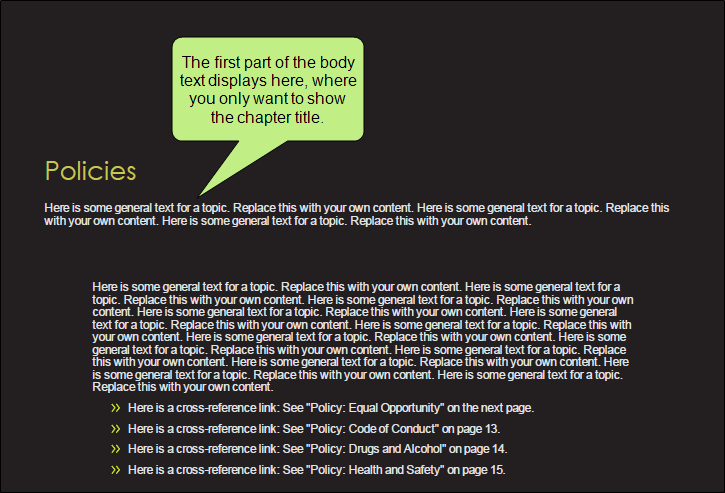 The first part of the body
text displays here, where
you only want to show
the chapter title.
Policies
Here is some general text for a topic. Replace this with your own content. Here is some general text for a topic. Replace this
with your own content. Here is some general text for a topic. Replace this with your own content.
Here is some general text for a topic. Replace this with your own content. Here is some general text for a
topic. Replace this with your own content. Here is some general text for a topic. Replace this with your own
content. Here is some general text for a topic. Replace this with your own content. Here is some general
text for a topic. Replace this with your own content. Here is some general text for a topic. Replace this with
your own content. Here is some general text for a topic. Replace this with your own content. Here is some
general text for a topic. Replace this with your own content. Here is some general text for a topic. Replace
this with your own content. Here is some general text for a topic. Replace this with your own content. Here
is some general text for a topic. Replace this with your own content. Here is some general text for a topic.
Replace this with your own content.
» Here is a cross-reference link: See "Policy: Equal Opportunity" on the next page.
» Here is a cross-reference link: See "Policy: Code of Conduct" on page 13.
» Here is a cross-reference link: See "Policy: Drugs and Alcohol" on page 14.
» Here is a cross-reference link: See "Policy: Health and Safety" on page 15.